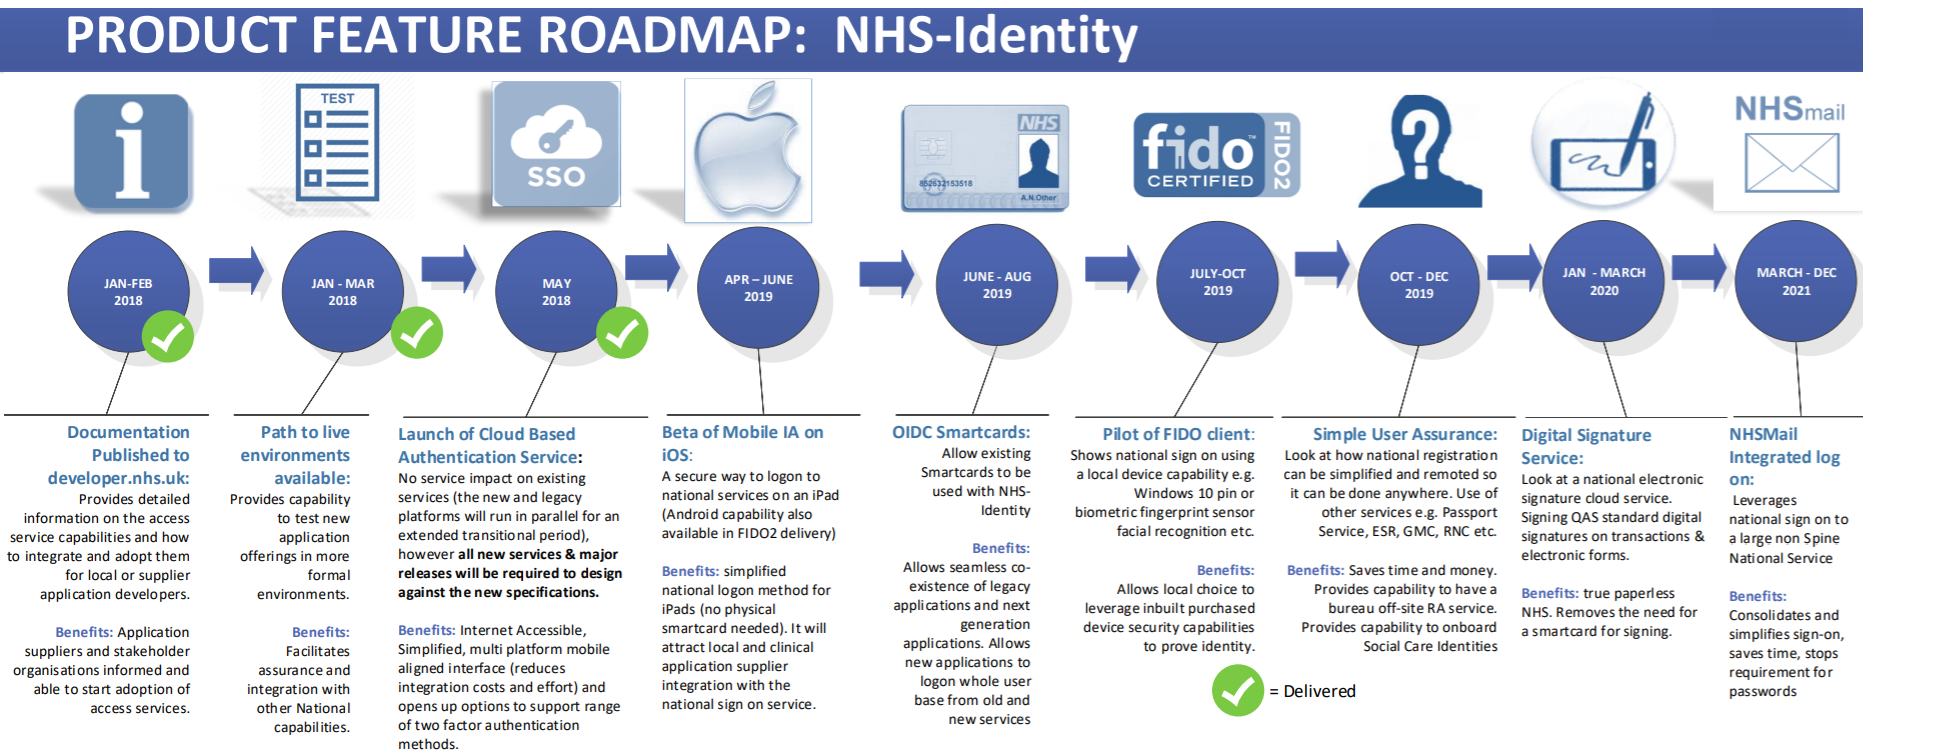 PRODUCT FEATURE ROADMAP: NHS-Identity
TEST
SSO
NHS
852632153518
A.N.Other
fido™
CERTIFIED
FIDO2
NHSmail
JAN-FEB
2018
JAN - MAR
2018
MAY
2018
APR – JUNE
2019
JUNE - AUG
2019
JULY-OCT
2019
OCT - DEC
2019
JAN - MARCH
2020
MARCH - DEC
2021
Documentation
Published to
developer.nhs.uk:
Provides detailed
information on the access
service capabilities and how
to integrate and adopt them
for local or supplier
application developers.
Benefits: Application
suppliers and stakeholder
organisations informed and
able to start adoption of
access services.
Path to live
environments
available:
Provides capability
to test new
application
offerings in more
formal
environments.
Benefits:
Facilitates
assurance and
integration with
other National
capabilities.
Launch of Cloud Based
Authentication Service:
No service impact on existing
services (the new and legacy
platforms will run in parallel for an
extended transitional period),
however all new services & major
releases will be required to design
against the new specifications.
Benefits: Internet Accessible,
Simplified, multi platform mobile
aligned interface (reduces
integration costs and effort) and
opens up options to support range
of two factor authentication
methods.
Beta of Mobile IA on
iOS:
A secure way to logon to
national services on an iPad
(Android capability also
available in FIDO2 delivery)
Benefits: simplified
national logon method for
iPads (no physical
smartcard needed). It will
attract local and clinical
application supplier
integration with the
national sign on service.
OIDC Smartcards:
Allow existing
Smartcards to be
used with NHS-
Identity
Benefits:
Allows seamless co-
existence of legacy
applications and next
generation
applications. Allows
new applications to
logon whole user
base from old and
new services
Pilot of FIDO client:
Shows national sign on using
a local device capability e.g.
Windows 10 pin or
biometric fingerprint sensor
facial recognition etc.
Benefits:
Allows local choice to
leverage inbuilt purchased
device security capabilities
to prove identity.
Simple User Assurance:
Look at how national registration
can be simplified and remoted so
it can be done anywhere. Use of
other services e.g. Passport
Service, ESR, GMC, RNC etc.
Benefits: Saves time and money.
Provides capability to have a
bureau off-site RA service.
Provides capability to onboard
Social Care Identities
Digital Signature
Service:
Look at a national electronic
signature cloud service.
Signing QAS standard digital
signatures on transactions &
electronic forms.
Benefits: true paperless
NHS. Removes the need for
a smartcard for signing.
NHSMail
Integrated log
on:
Leverages
national sign on to
a large non Spine
National Service
Benefits:
Consolidates and
simplifies sign-on,
saves time, stops
requirement for
passwords
= Delivered